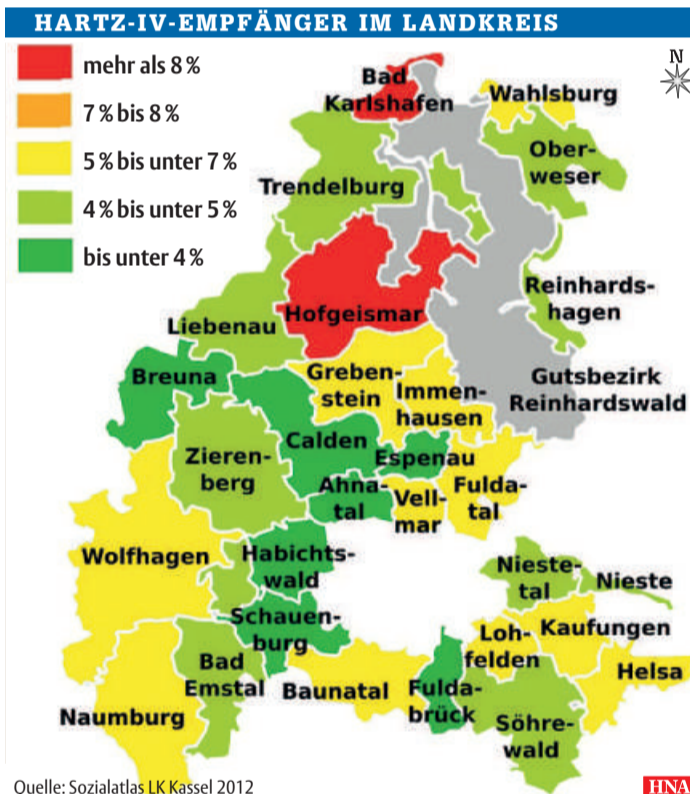 HARTZ-IV-EMPFÄNGER IM LANDKREIS
mehr als 8 %
7 % bis 8 %
5 % bis unter 7 %
4 % bis unter 5 %
bis unter 4 %
N
Bad
Karlshafen
Wahlsburg
Ober-
weser
Trendelburg
Reinhards-
hagen
Hofgeismar
Liebenau
Breuna
Greben-
stein
Immen-
hausen
Gutsbezirk
Reinhardswald
Calden
Espenau
Zieren-
berg
Ahna-
tal
Vell-
mar
Fulda-
tal
Wolfhagen
Habichts-
wald
Nieste-
tal
Nieste
Schauen-
burg
Loh-
felden
Kaufungen
Bad
Emstal
Baunatal
Fulda-
brück
Helsa
Naumburg
Söhre-
wald
Quelle: Sozialatlas LK Kassel 2012
HNA